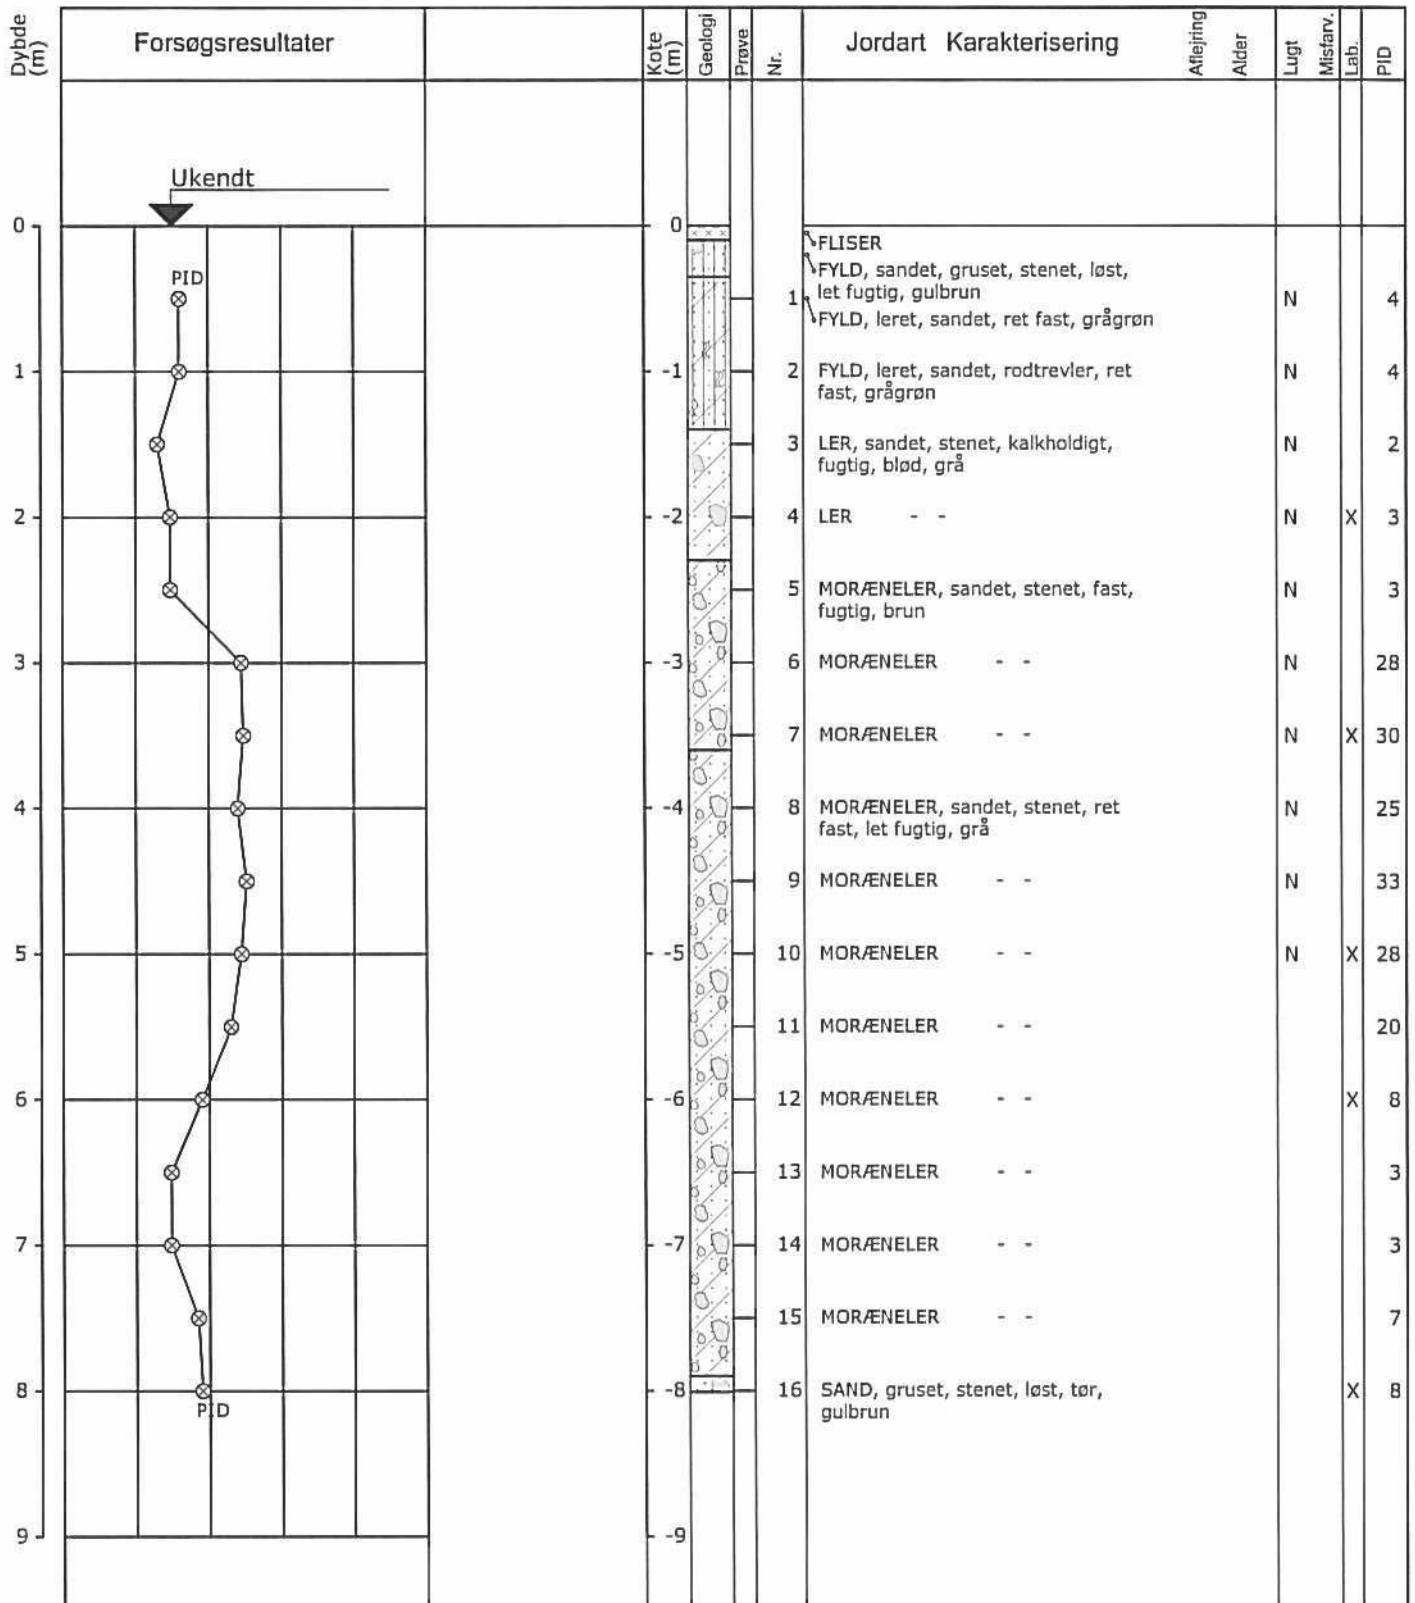 Dybde (m) Forsøgsresultater Kote (m) Geologi Prøve Nr. Jordart Karakterisering Aflejring Alder Lugt Misfarv. Lab. PID
Ukendt
0 0
FLISER
PID FYLD, sandet, gruset, stenet, løst,
let fugtig, gulbrun
1 N 4
FYLD, leret, sandet, ret fast, grågrøn
1 -1 2 FYLD, leret, sandet, rodtrevler, ret N 4
fast, grågrøn
3 LER, sandet, stenet, kalkholdigt, N 2
fugtig, blød, grå
2 -2 4 LER - - N X 3
5 MORÆNELER, sandet, stenet, fast, N 3
fugtig, brun
3 -3 6 MORÆNELER - - N 28
7 MORÆNELER - - N X 30
4 -4 8 MORÆNELER, sandet, stenet, ret N 25
fast, let fugtig, grå
9 MORÆNELER - - N 33
5 -5 10 MORÆNELER - - N X 28
11 MORÆNELER - - 20
6 -6 12 MORÆNELER - - X 8
13 MORÆNELER - - 3
7 -7 14 MORÆNELER - - 3
15 MORÆNELER - - 7
8 -8 16 SAND, gruset, stenet, løst, tør, X 8
PID gulbrun
9 -9